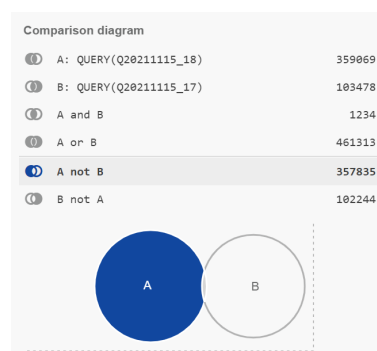 Comparison diagram
A: QUERY(Q20211115_18) 359069
B: QUERY(Q20211115_17) 103478
A and B 1234
A or B 461313
A not B 357835
B not A 102244
A B